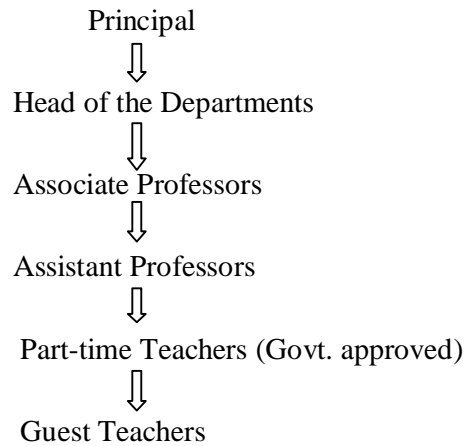 Principal
Head of the Departments
Associate Professors
Assistant Professors
Part-time Teachers (Govt. approved)
Guest Teachers